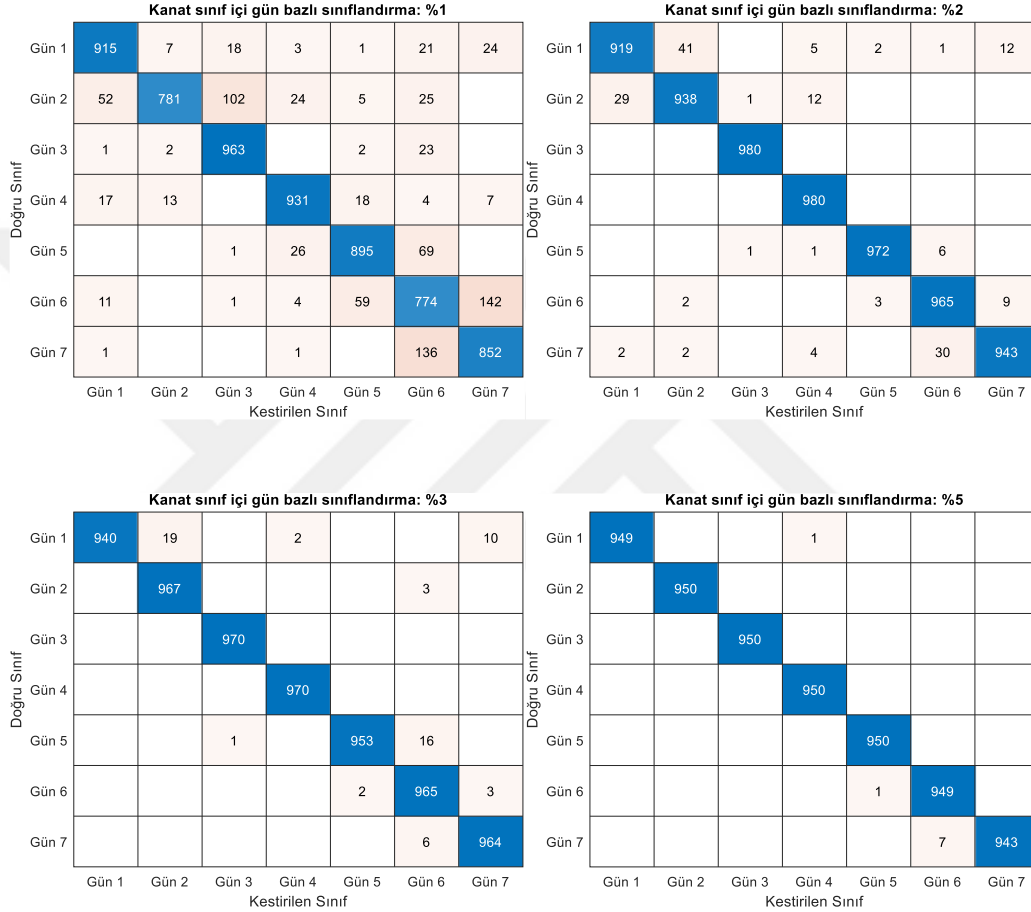 Kanat sınıf içi gün bazlı sınıflandırma: %1
Gün 1 915 7 18 3 1 21 24
Gün 2 52 781 102 24 5 25
Gün 3 1 2 963 2 23
Gün 4 17 13 931 18 4 7
Gün 5 1 26 895 69
Gün 6 11 1 4 59 774 142
Gün 7 1 1 136 852
Gün 1 Gün 2 Gün 3 Gün 4 Gün 5 Gün 6 Gün 7
Kestirilen Sınıf
Doğru Sınıf
Kanat sınıf içi gün bazlı sınıflandırma: %2
Gün 1 919 41 5 2 1 12
Gün 2 29 938 1 12
Gün 3 980
Gün 4 980
Gün 5 1 1 972 6
Gün 6 2 3 965 9
Gün 7 2 2 4 30 943
Gün 1 Gün 2 Gün 3 Gün 4 Gün 5 Gün 6 Gün 7
Kestirilen Sınıf
Doğru Sınıf
Kanat sınıf içi gün bazlı sınıflandırma: %3
Gün 1 940 19 2 10
Gün 2 967 3
Gün 3 970
Gün 4 970
Gün 5 1 953 16
Gün 6 2 965 3
Gün 7 6 964
Gün 1 Gün 2 Gün 3 Gün 4 Gün 5 Gün 6 Gün 7
Kestirilen Sınıf
Doğru Sınıf
Kanat sınıf içi gün bazlı sınıflandırma: %5
Gün 1 949 1
Gün 2 950
Gün 3 950
Gün 4 950
Gün 5 950
Gün 6 1 949
Gün 7 7 943
Gün 1 Gün 2 Gün 3 Gün 4 Gün 5 Gün 6 Gün 7
Kestirilen Sınıf
Doğru Sınıf